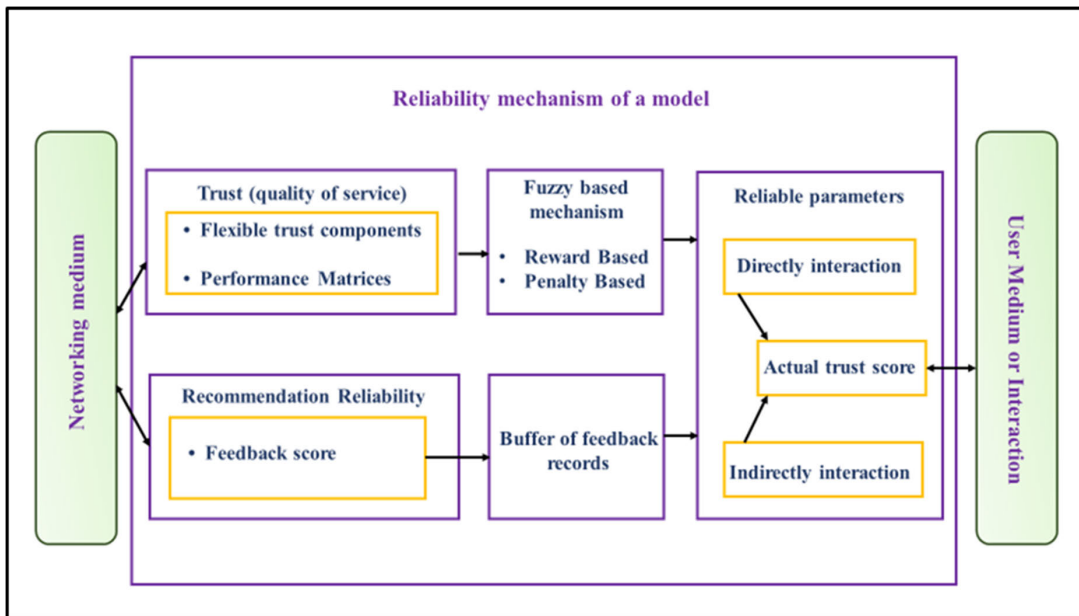 Reliability mechanism of a model
Networking medium
Trust (quality of service)
• Flexible trust components
• Performance Matrices
Fuzzy based
mechanism
• Reward Based
• Penalty Based
Reliable parameters
Directly interaction
Actual trust score
Indirectly interaction
Recommendation Reliability
• Feedback score
Buffer of feedback
records
User Medium or Interaction